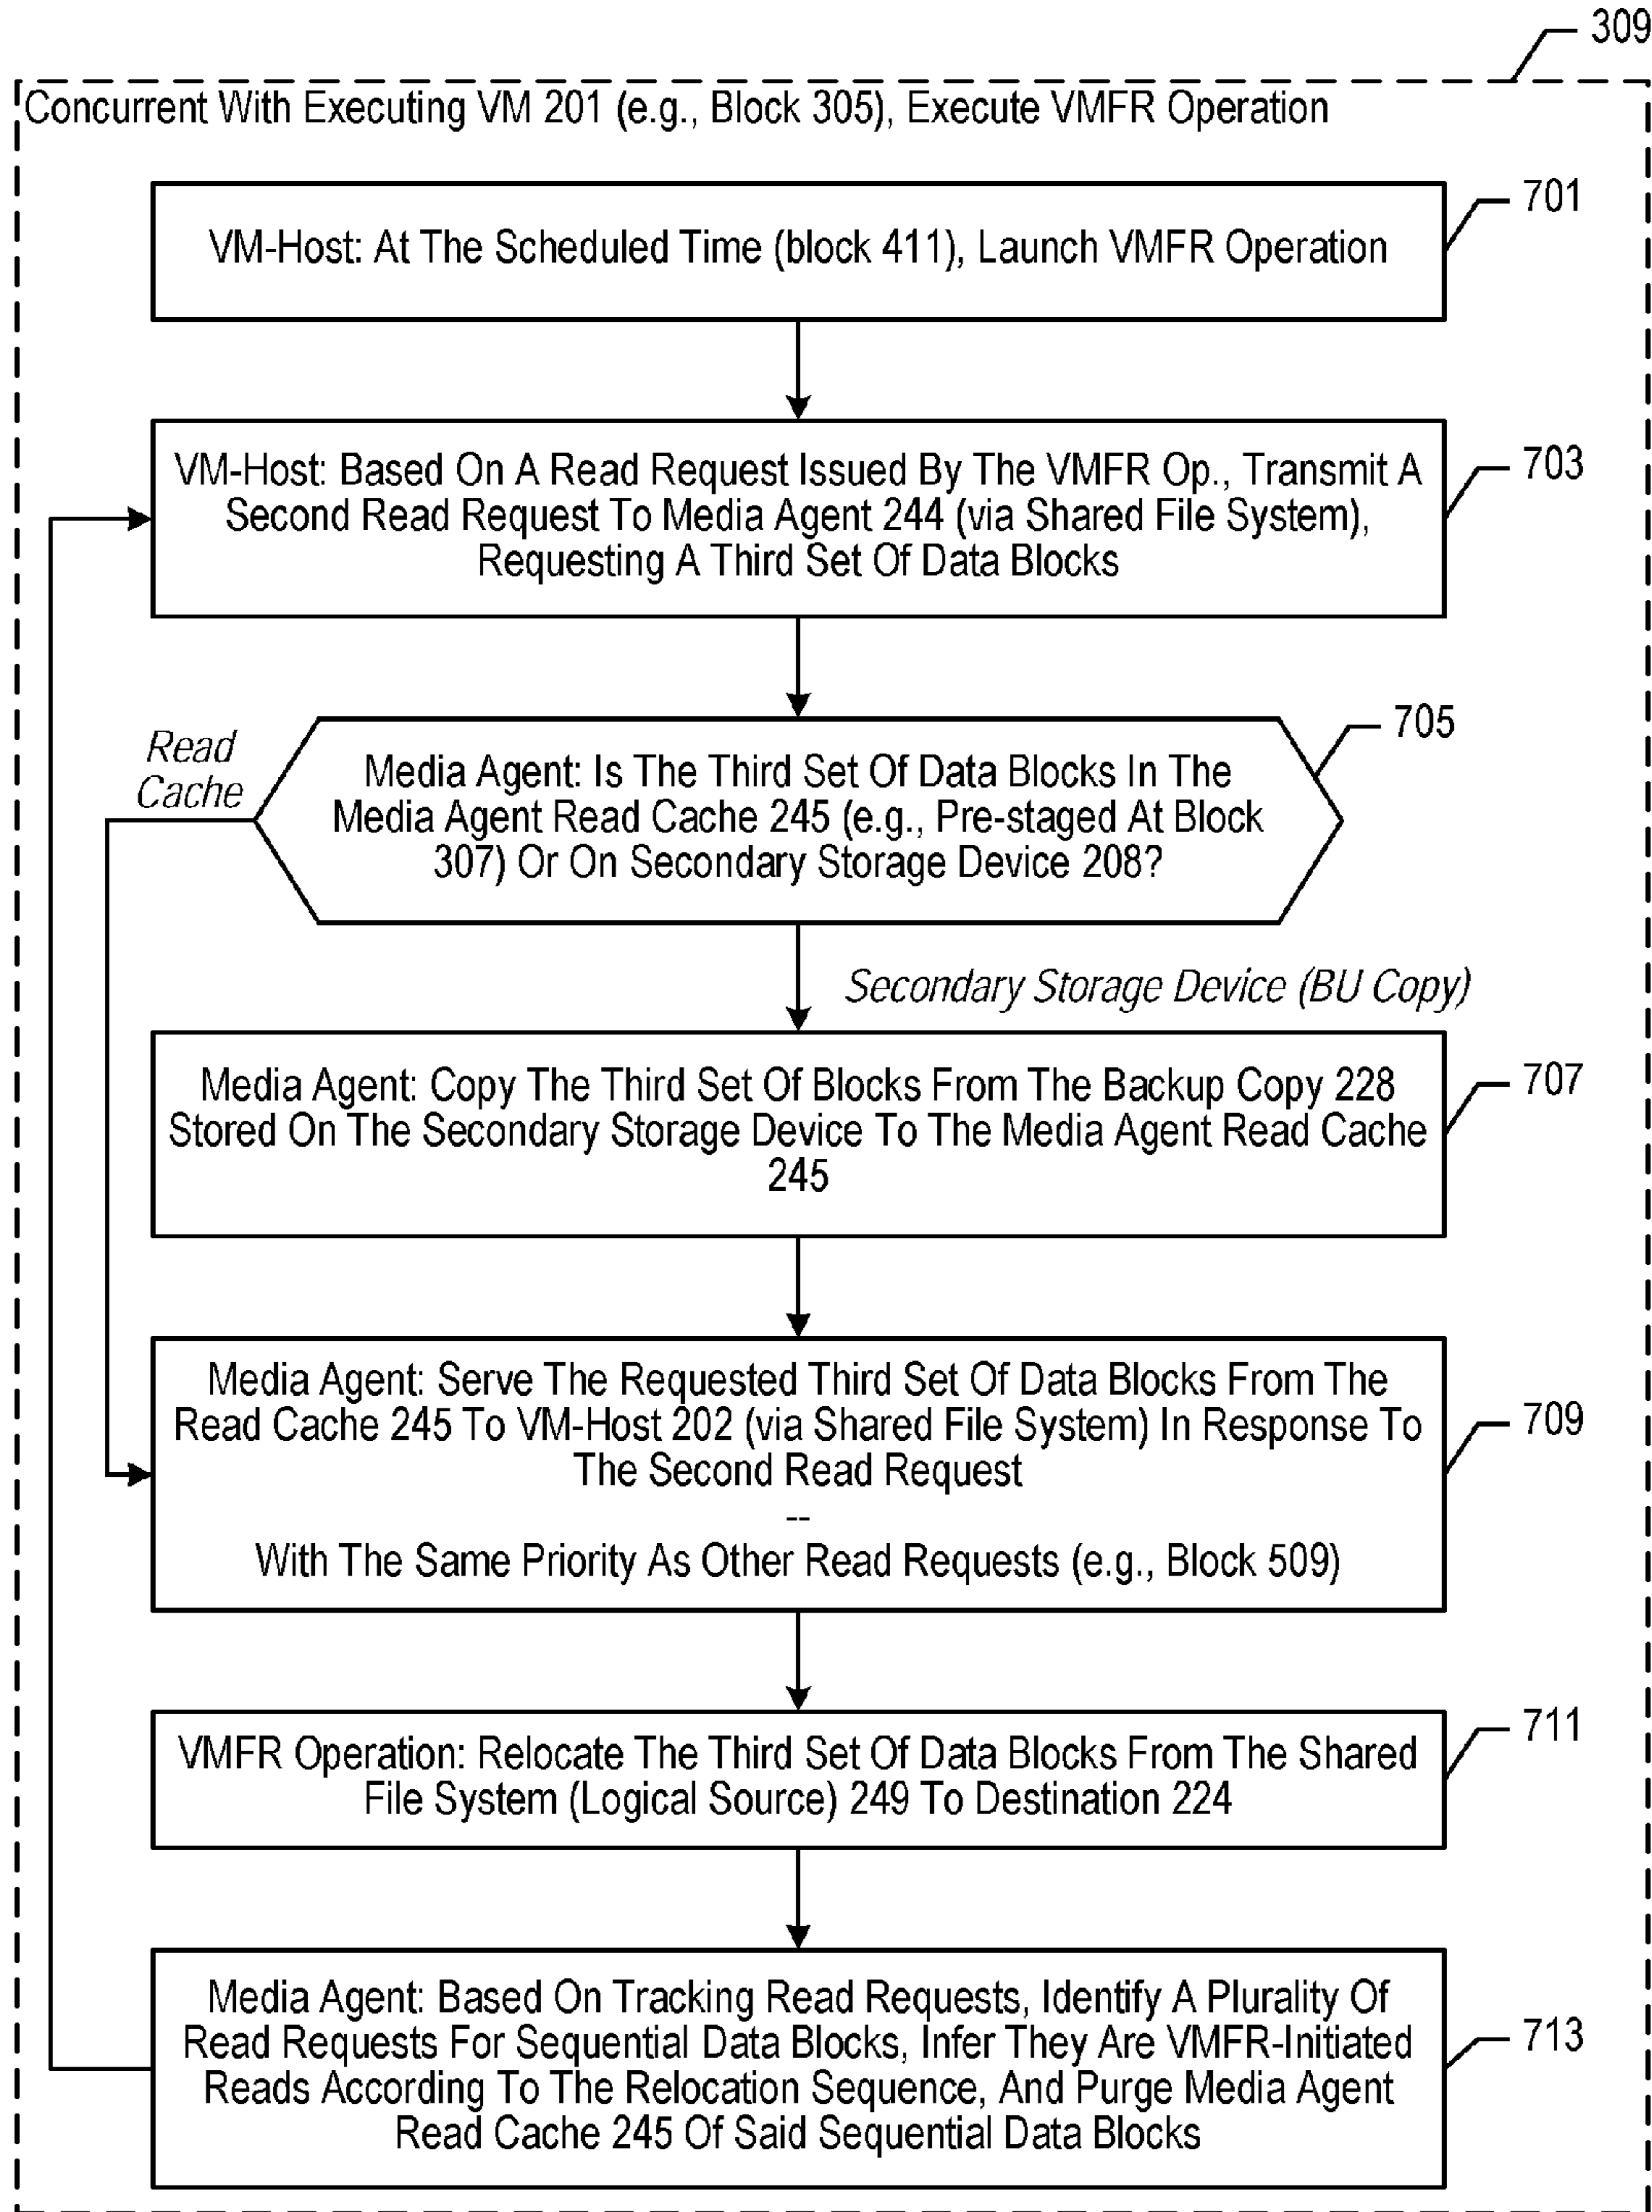 309
Concurrent With Executing VM 201 (e.g., Block 305), Execute VMFR Operation
701
VM-Host: At The Scheduled Time (block 411), Launch VMFR Operation
VM-Host: Based On A Read Request Issued By The VMFR Op., Transmit A
Second Read Request To Media Agent 244 (via Shared File System),
Requesting A Third Set Of Data Blocks
703
705
Read
Cache
Media Agent: Is The Third Set Of Data Blocks In The
Media Agent Read Cache 245 (e.g., Pre-staged At Block
307) Or On Secondary Storage Device 208?
Secondary Storage Device (BU Copy)
Media Agent: Copy The Third Set Of Blocks From The Backup Copy 228
Stored On The Secondary Storage Device To The Media Agent Read Cache
245
707
Media Agent: Serve The Requested Third Set Of Data Blocks From The
Read Cache 245 To VM-Host 202 (via Shared File System) In Response To
The Second Read Request
--
With The Same Priority As Other Read Requests (e.g., Block 509)
709
VMFR Operation: Relocate The Third Set Of Data Blocks From The Shared
File System (Logical Source) 249 To Destination 224
711
Media Agent: Based On Tracking Read Requests, Identify A Plurality Of
Read Requests For Sequential Data Blocks, Infer They Are VMFR-Initiated
Reads According To The Relocation Sequence, And Purge Media Agent
Read Cache 245 Of Said Sequential Data Blocks
713